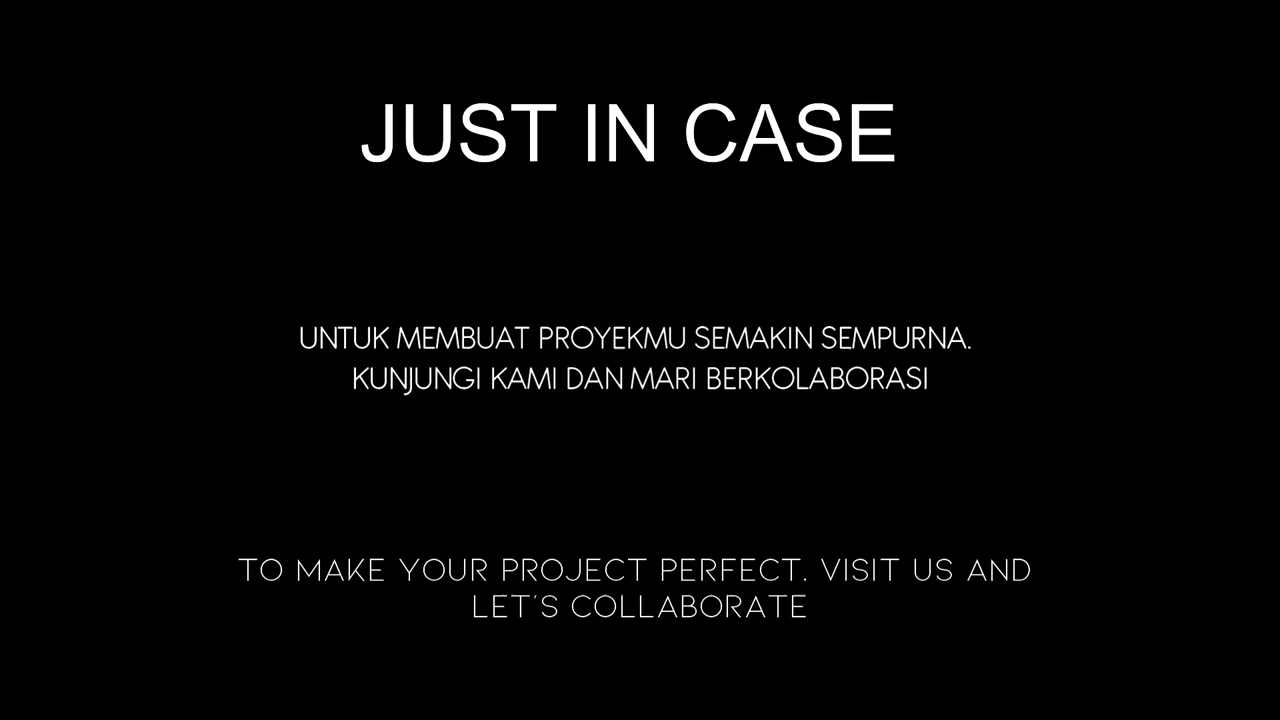 JUST IN CASE
UNTUK MEMBUAT PROYEKMU SEMAKIN SEMPURNA.
KUNJUNGI KAMI DAN MARI BERKOLABORASI
TO MAKE YOUR PROJECT PERFECT. VISIT US AND
LET'S COLLABORATE